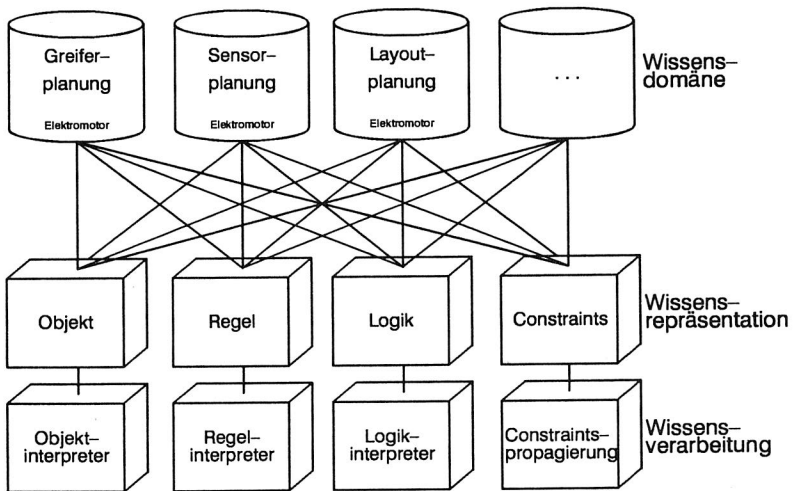 Greifer–
planung
Elektromotor
Sensor–
planung
Elektromotor
Layout–
planung
Elektromotor
. . .
Wissens–
domäne
Objekt
Regel
Logik
Constraints
Wissens–
repräsentation
Objekt–
interpreter
Regel–
interpreter
Logik–
interpreter
Constraints–
propagierung
Wissens–
verarbeitung